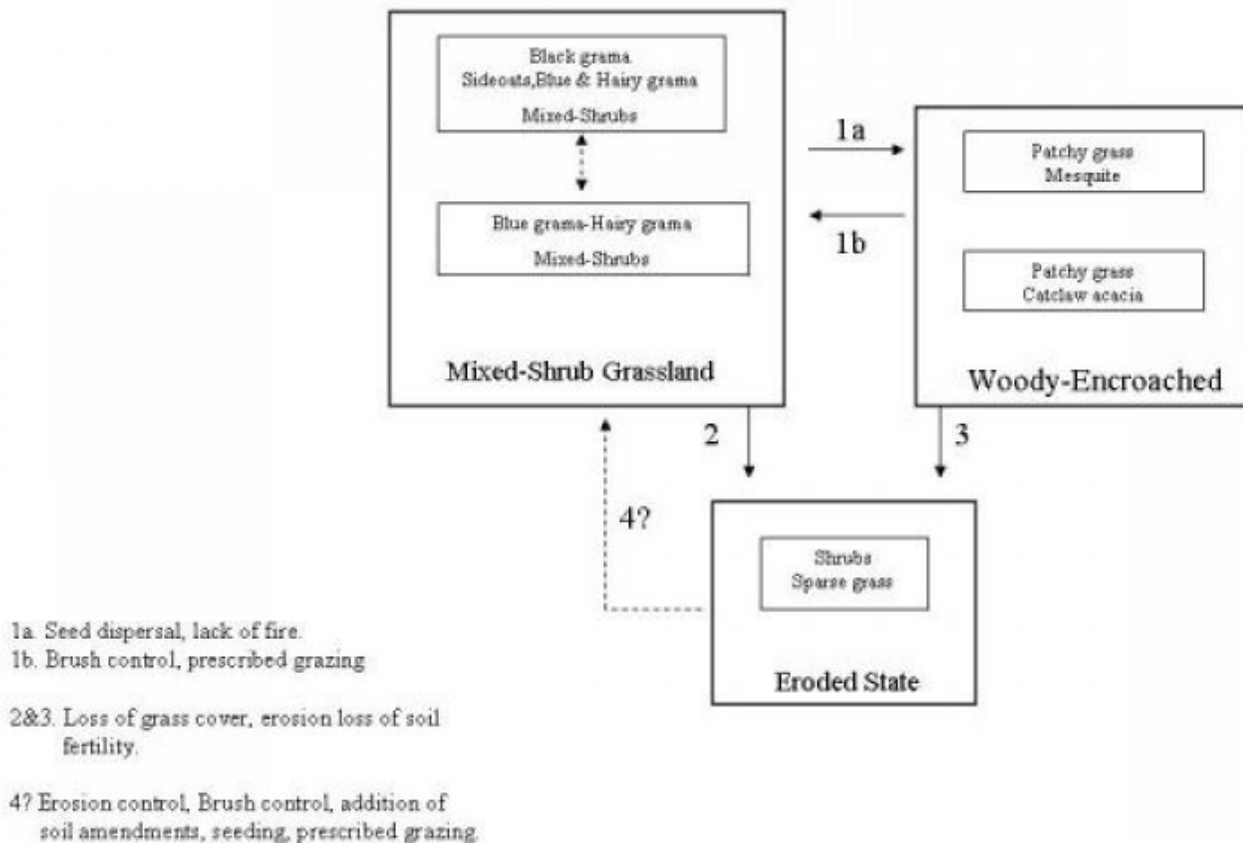 Black grama
Sideoats,Blue & Hairy grama
Mixed-Shrubs
Blue grama-Hairy grama
Mixed-Shrubs
Mixed-Shrub Grassland
1a
1b
Patchy grass
Mesquite
Patchy grass
Catclaw acacia
Woody-Encroached
2
3
4?
Shrubs
Sparse grass
Eroded State
1a. Seed dispersal, lack of fire.
1b. Brush control, prescribed grazing
2&3. Loss of grass cover, erosion loss of soil
fertility.
4? Erosion control, Brush control, addition of
soil amendments, seeding, prescribed grazing.